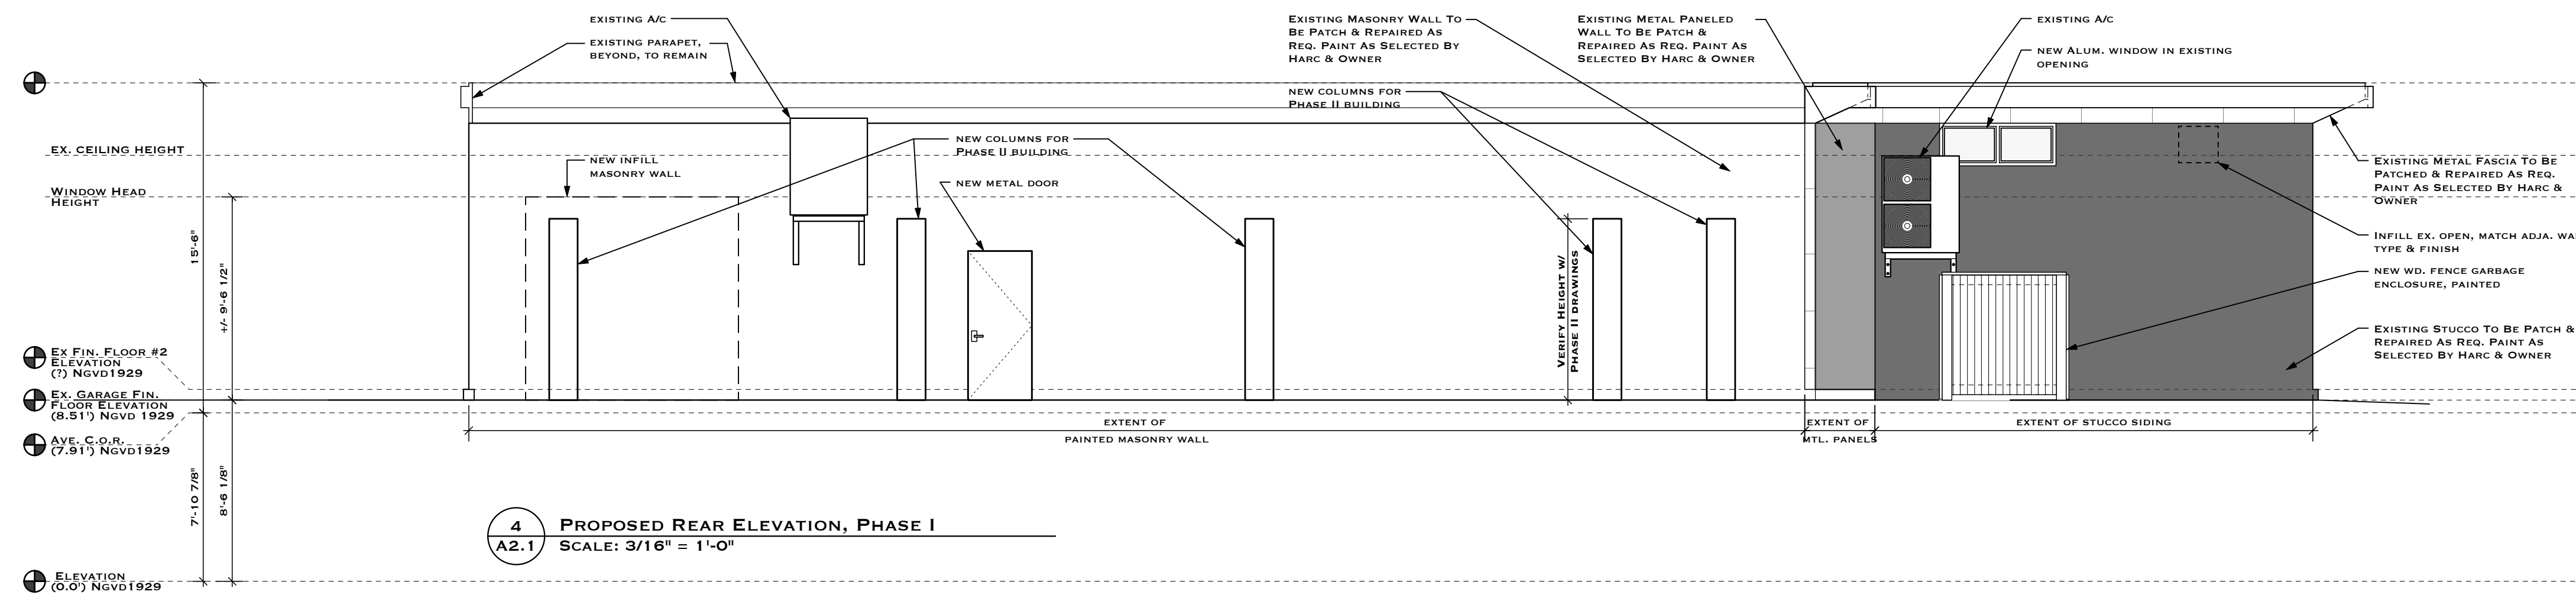 EXISTING A/C
EXISTING PARAPET,
BEYOND, TO REMAIN
EXISTING MASONRY WALL TO
BE PATCH & REPAIRED AS
REQ. PAINT AS SELECTED BY
HARC & OWNER
EXISTING METAL PANELED
WALL TO BE PATCH &
REPAIRED AS REQ. PAINT AS
SELECTED BY HARC & OWNER
EXISTING A/C
NEW ALUM. WINDOW IN EXISTING
OPENING
NEW COLUMNS FOR
PHASE II BUILDING
EX. CEILING HEIGHT
WINDOW HEAD
HEIGHT
NEW INFILL
MASONRY WALL
NEW COLUMNS FOR
PHASE II BUILDING
NEW METAL DOOR
EXISTING METAL FASCIA TO BE
PATCHED & REPAIRED AS REQ.
PAINT AS SELECTED BY HARC &
OWNER
INFILL EX. OPEN, MATCH ADJA.
TYPE & FINISH
NEW WD. FENCE GARBAGE
ENCLOSURE, PAINTED
EXISTING STUCCO TO BE PATCH &
REPAIRED AS REQ. PAINT AS
SELECTED BY HARC & OWNER
15'-6"
+/- 9'-6 1/2"
VERIFY HEIGHT W/
PHASE II DRAWINGS
EX FIN. FLOOR #2
ELEVATION
(?) NGVD1929
EX. GARAGE FIN.
FLOOR ELEVATION
(8.51') NGVD 1929
AVE. C.O.R.
(7.91') NGVD1929
EXTENT OF
PAINTED MASONRY WALL
EXTENT OF
MTL. PANELS
EXTENT OF STUCCO SIDING
7'-10 7/8"
8'-6 1/8"
4
A2.1
PROPOSED REAR ELEVATION, PHASE I
SCALE: 3/16" = 1'-0"
ELEVATION
(0.0') NGVD1929